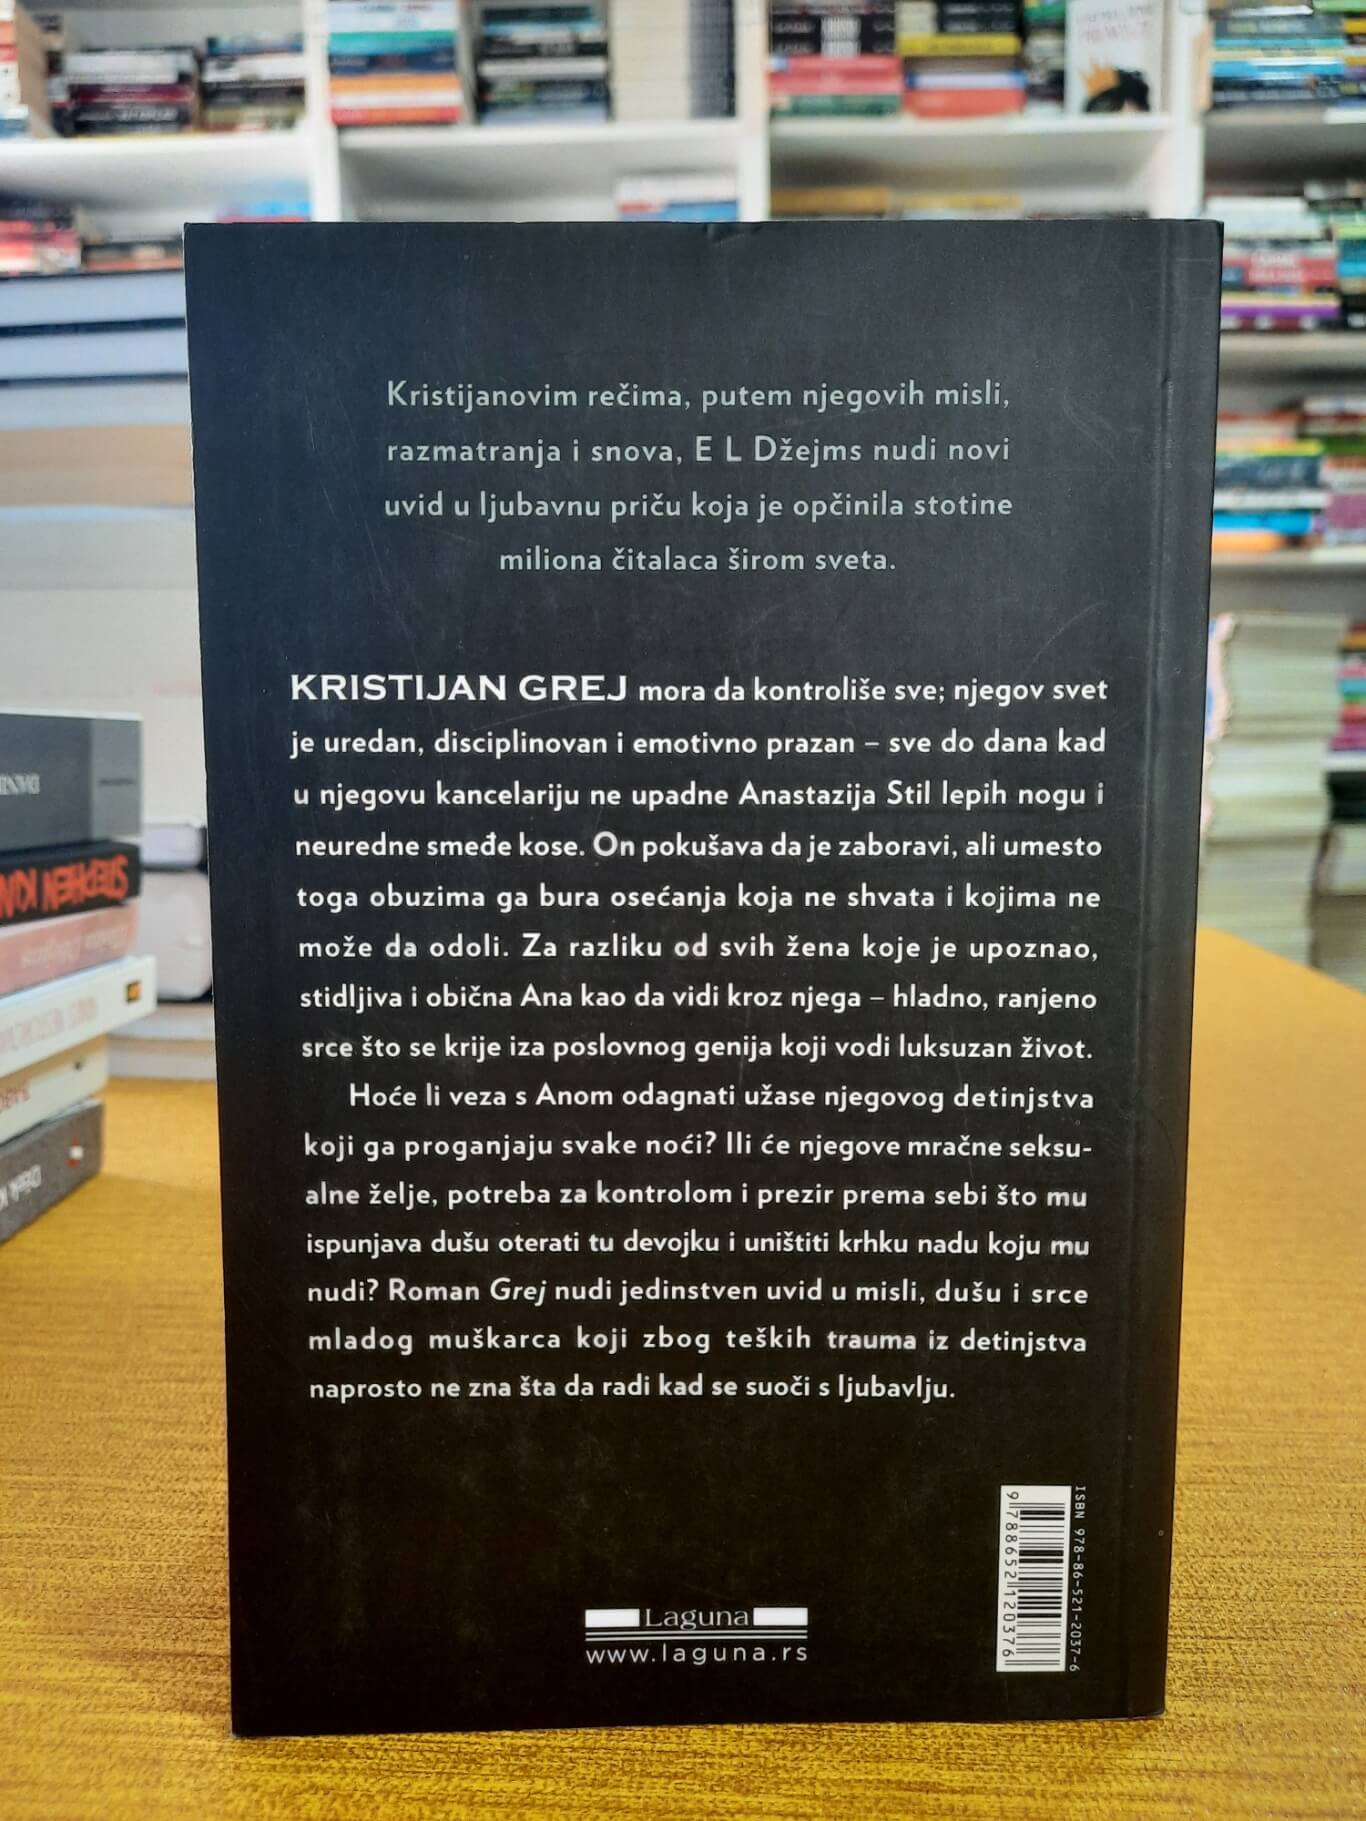 Kristijanovim rečima, putem njegovih misli,
razmatranja i snova, E L Džejms nudi novi
uvid u ljubavnu priču koja je opčinila stotine
miliona čitalaca širom sveta.
KRISTIJAN GREJ mora da kontroliše sve; njegov svet
je uredan, disciplinovan i emotivno prazan – sve do dana kad
u njegovu kancelariju ne upadne Anastazija Stil lepih nogu i
neuredne smeđe kose. On pokušava da je zaboravi, ali umesto
toga obuzima ga bura osećanja koja ne shvata i kojima ne
može da odoli. Za razliku od svih žena koje je upoznao,
stidljiva i obična Ana kao da vidi kroz njega – hladno, ranjeno
srce što se krije iza poslovnog genija koji vodi luksuzan život.
Hoće li veza s Anom odagnati užase njegovog detinjstva
koji ga proganjaju svake noći? Ili će njegove mračne seksu-
alne želje, potreba za kontrolom i prezir prema sebi što mu
ispunjava dušu oterati tu devojku i uništiti krhku nadu koju mu
nudi? Roman Grej nudi jedinstven uvid u misli, dušu i srce
mladog muškarca koji zbog teških trauma iz detinjstva
naprosto ne zna šta da radi kad se suoči s ljubavlju.
ISBN 978-86-521-2037-6
9 788652 120376
Laguna
www.laguna.rs
STEPHEN